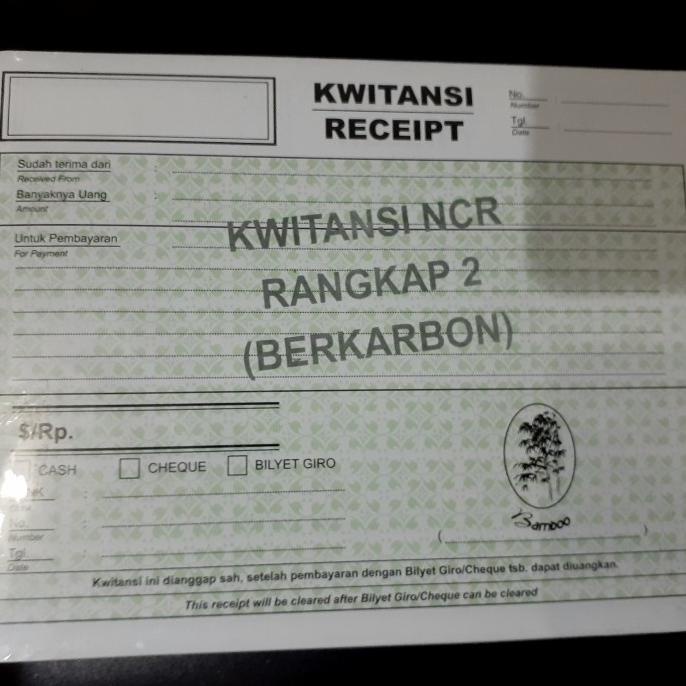 KWITANSI
RECEIPT
No. :
Number
Tgl. :
Date
Sudah terima dari :
Received From
Banyaknya Uang :
Amount
Untuk Pembayaran
For Payment
KWITANSI NCR
RANGKAP 2
(BERKARBON)
$/Rp.
CASH
CHEQUE
BILYET GIRO
No. :
Number
Tgl. :
Date
Bamboo
( )
Kwitansi ini dianggap sah, setelah pembayaran dengan Bilyet Giro/Cheque tsb. dapat diuangkan.
This receipt will be cleared after Bilyet Giro/Cheque can be cleared